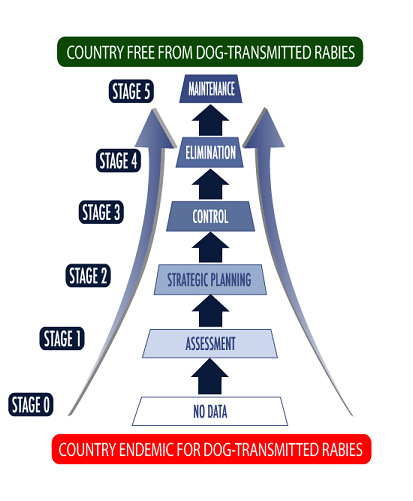 COUNTRY FREE FROM DOG-TRANSMITTED RABIES
STAGE 5
MAINTENANCE
STAGE 4
ELIMINATION
STAGE 3
CONTROL
STAGE 2
STRATEGIC PLANNING
STAGE 1
ASSESSMENT
STAGE 0
NO DATA
COUNTRY ENDEMIC FOR DOG-TRANSMITTED RABIES